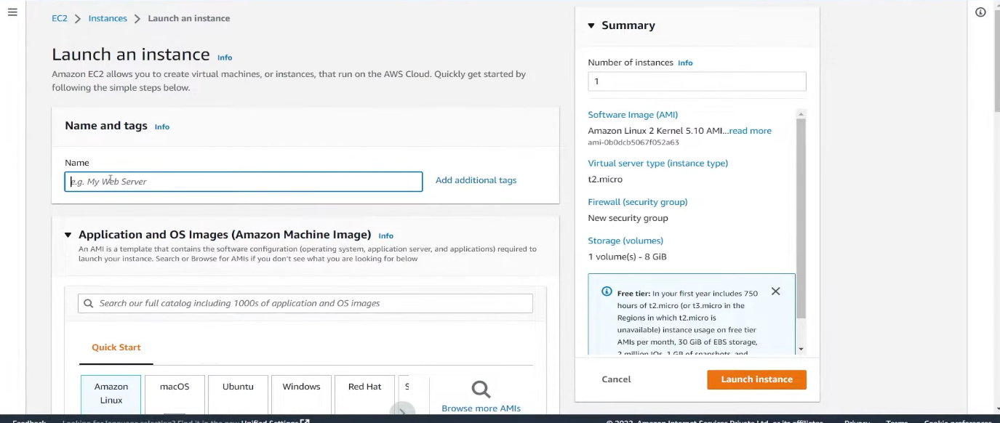 EC2 > Instances > Launch an instance
Launch an instance Info
Amazon EC2 allows you to create virtual machines, or instances, that run on the AWS Cloud. Quickly get started by
following the simple steps below.
Name and tags Info
Name
e.g. My Web Server
Add additional tags
Application and OS Images (Amazon Machine Image) Info
An AMI is a template that contains the software configuration (operating system, application server, and applications) required to
launch your instance. Search or Browse for AMIs if you don't see what you are looking for below
Search our full catalog including 1000s of application and OS images
Quick Start
Amazon
Linux
macOS
Ubuntu
Windows
Red Hat
S
Browse more AMIs
Summary
Number of instances Info
1
Software Image (AMI)
Amazon Linux 2 Kernel 5.10 AMI...read more
ami-0b0dcb5067f052a63
Virtual server type (instance type)
t2.micro
Firewall (security group)
New security group
Storage (volumes)
1 volume(s) - 8 GiB
Free tier: In your first year includes 750
hours of t2.micro (or t3.micro in the
Regions in which t2.micro is
unavailable) instance usage on free tier
AMIs per month, 30 GiB of EBS storage,
2 million IOs, 1 GB of snapshots, and
Cancel
Launch instance
Feedback
Looking for language selection? Find it in the new Unified Settings
© 2022, Amazon Internet Services Private Ltd. or its affiliates.
Privacy
Terms
Cookie preferences